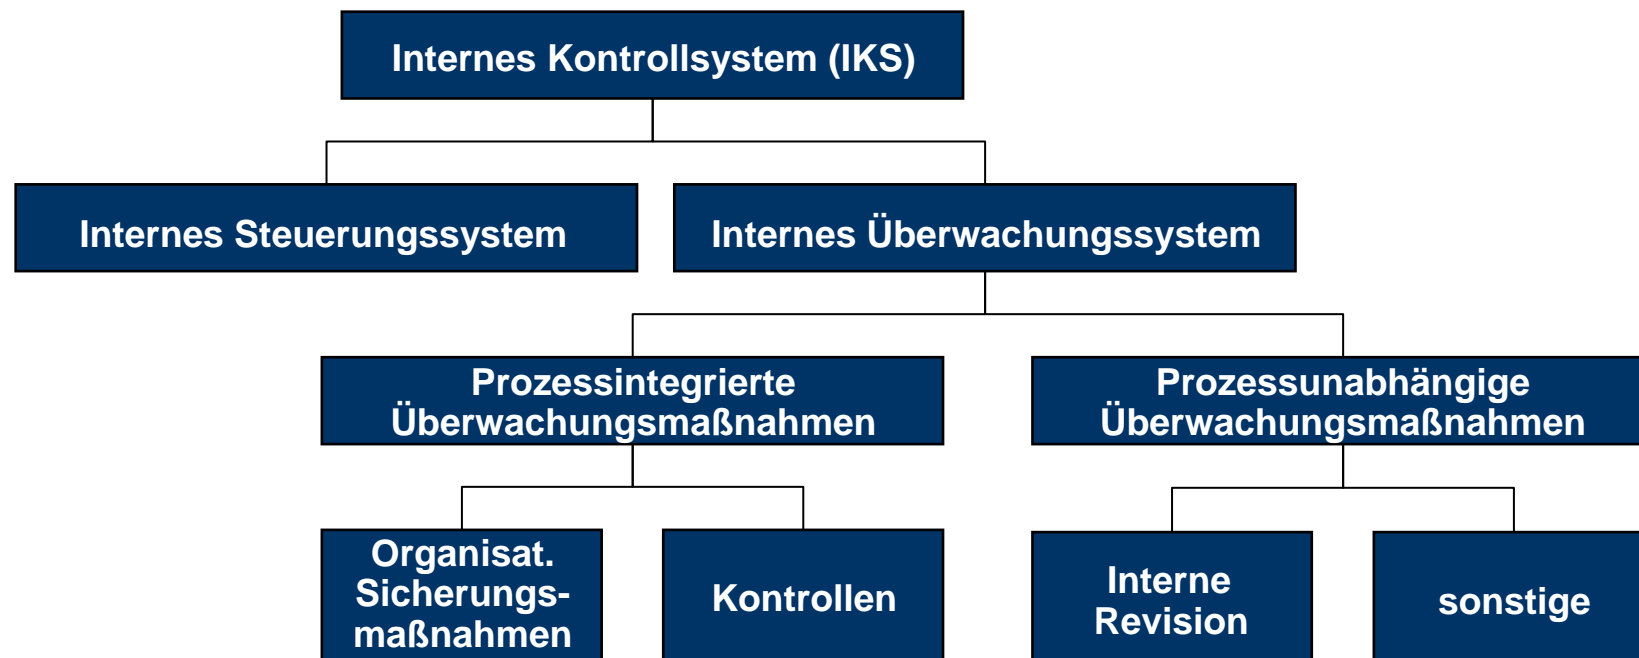 Internes Kontrollsystem (IKS)
Internes Steuerungssystem
Internes Überwachungssystem
Prozessintegrierte
Überwachungsmaßnahmen
Prozessunabhängige
Überwachungsmaßnahmen
Organisat.
Sicherungs-
maßnahmen
Kontrollen
Interne
Revision
sonstige